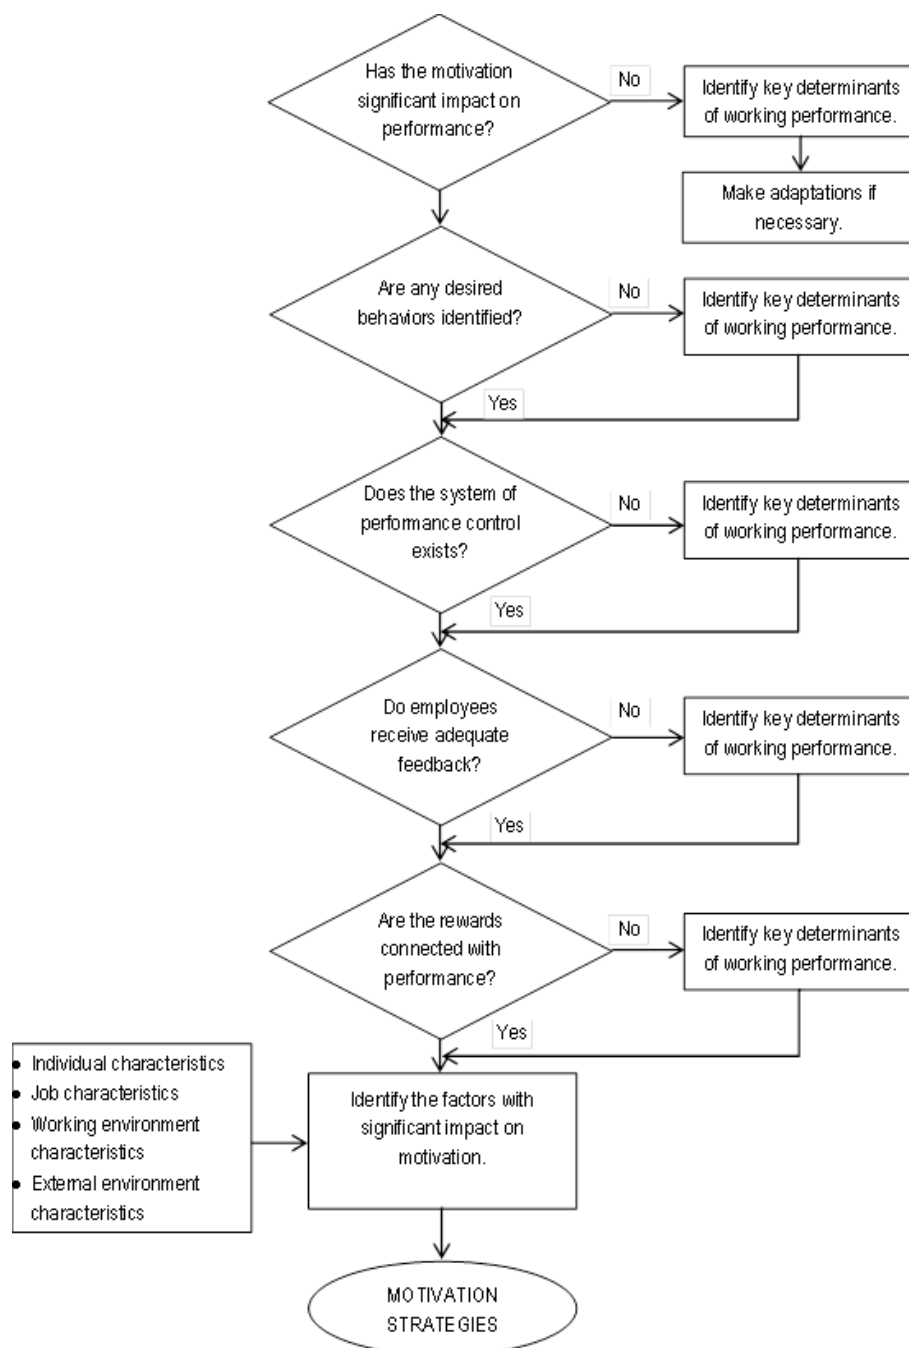 Has the motivation
significant impact on
performance?
No
Identify key determinants
of working performance.
Make adaptations if
necessary.
Are any desired
behaviors identified?
No
Identify key determinants
of working performance.
Yes
Does the system of
performance control
exists?
No
Identify key determinants
of working performance.
Yes
Do employees
receive adequate
feedback?
No
Identify key determinants
of working performance.
Yes
Are the rewards
connected with
performance?
No
Identify key determinants
of working performance.
Yes
• Individual characteristics
• Job characteristics
• Working environment
characteristics
• External environment
characteristics
Identify the factors with
significant impact on
motivation.
MOTIVATION
STRATEGIES